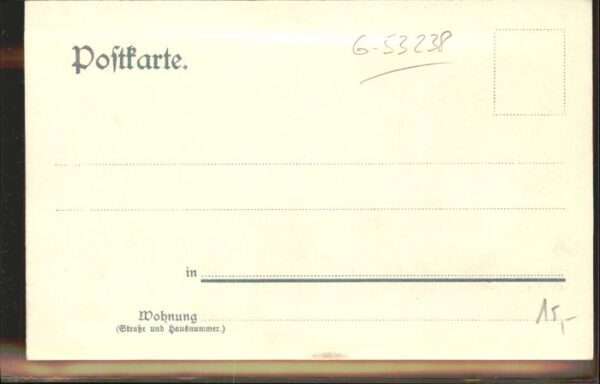 Postkarte.
G-53238
in
Wohnung
(Straße und Hausnummer.)
15,-